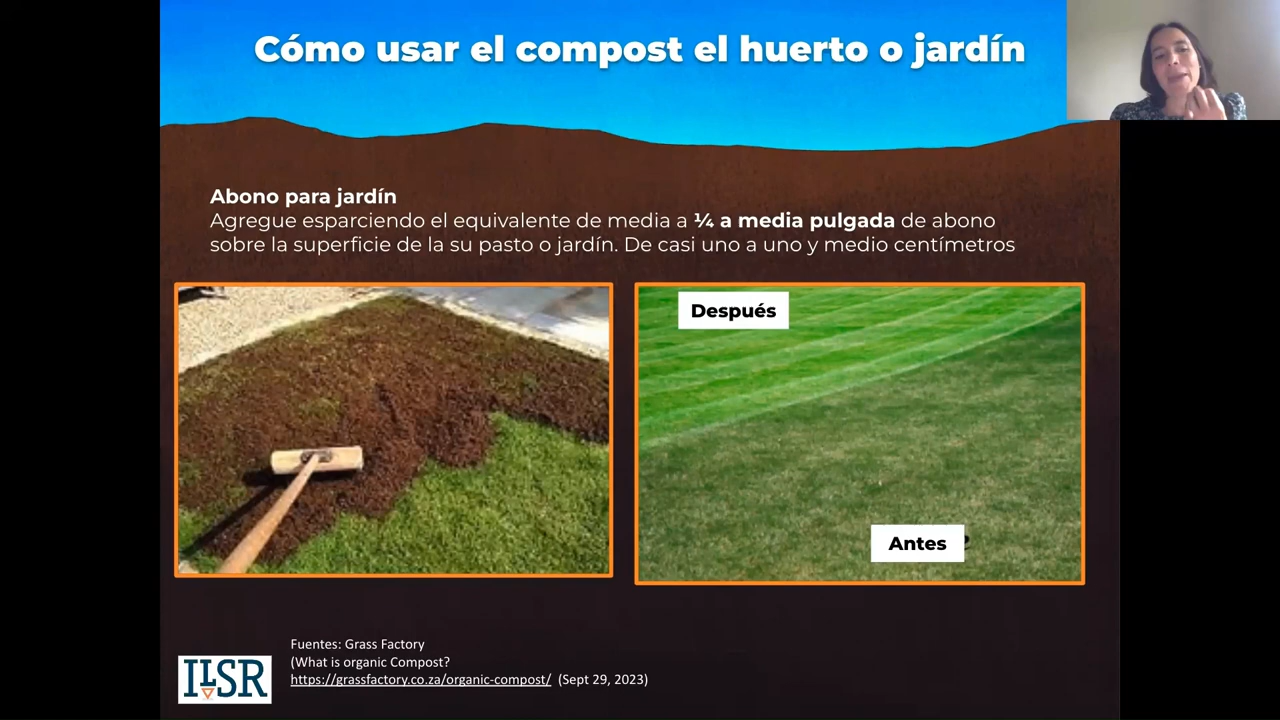 Cómo usar el compost el huerto o jardín
Abono para jardín
Agregue esparciendo el equivalente de media a ¼ a media pulgada de abono
sobre la superficie de la su pasto o jardín. De casi uno a uno y medio centímetros
Después
Antes
Fuentes: Grass Factory
(What is organic Compost?
https://grassfactory.co.za/organic-compost/ (Sept 29, 2023)
ILSR